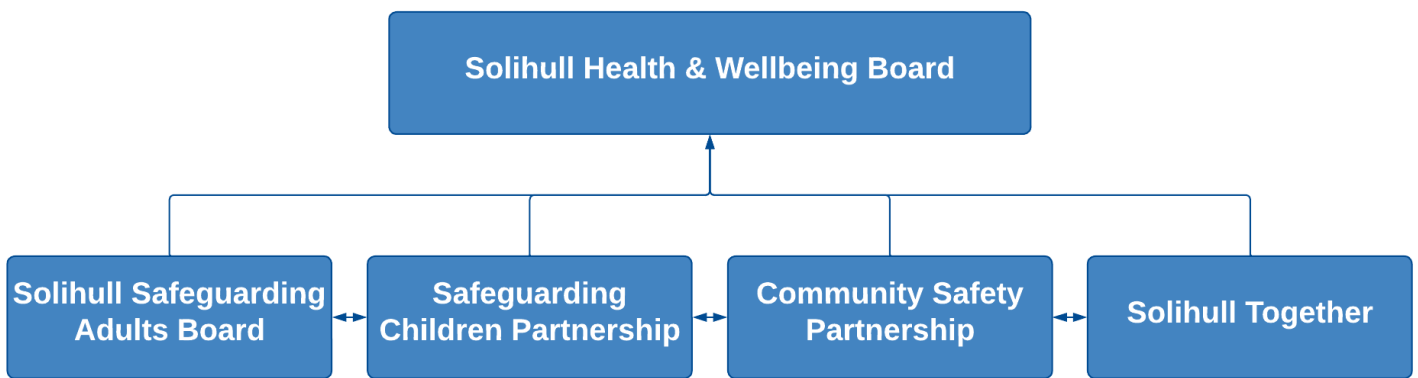 Solihull Health & Wellbeing Board
Solihull Safeguarding
Adults Board
Safeguarding
Children Partnership
Community Safety
Partnership
Solihull Together